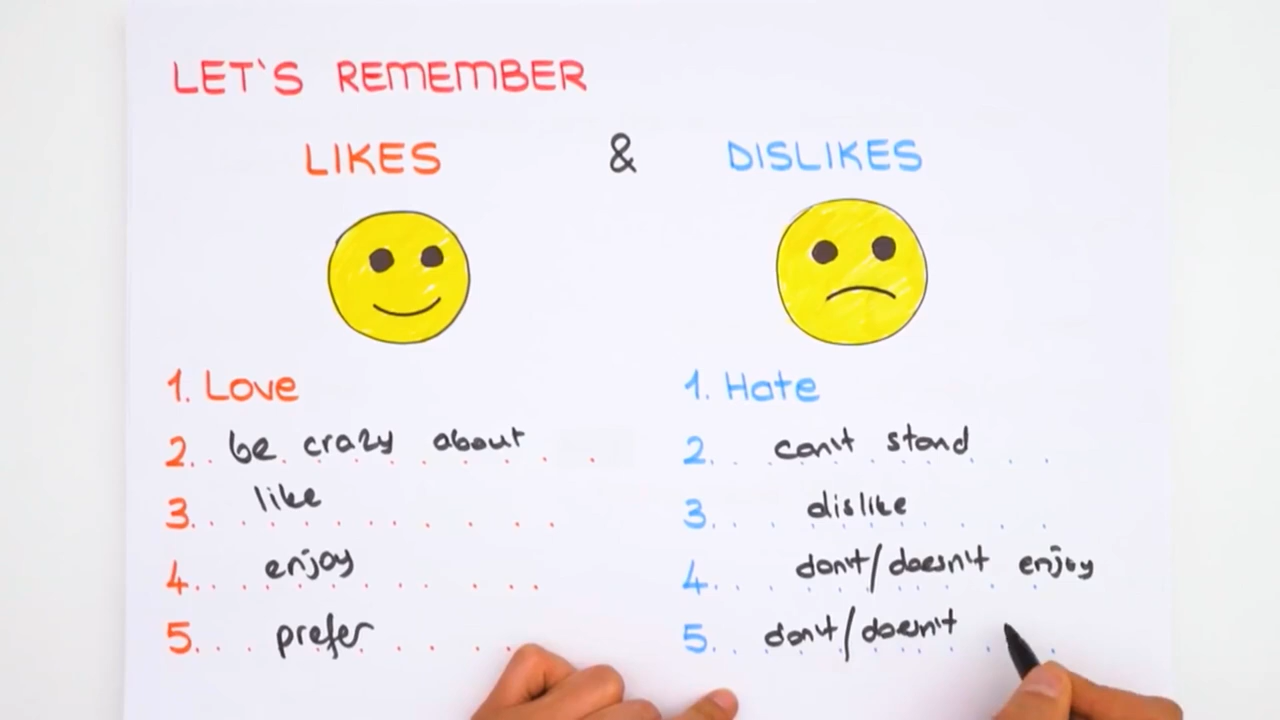 LET'S REMEMBER
LIKES & DISLIKES
1. Love
2. be crazy about
3. like
4. enjoy
5. prefer
1. Hate
2. can't stand
3. dislike
4. don't/doesn't enjoy
5. don't/doesn't